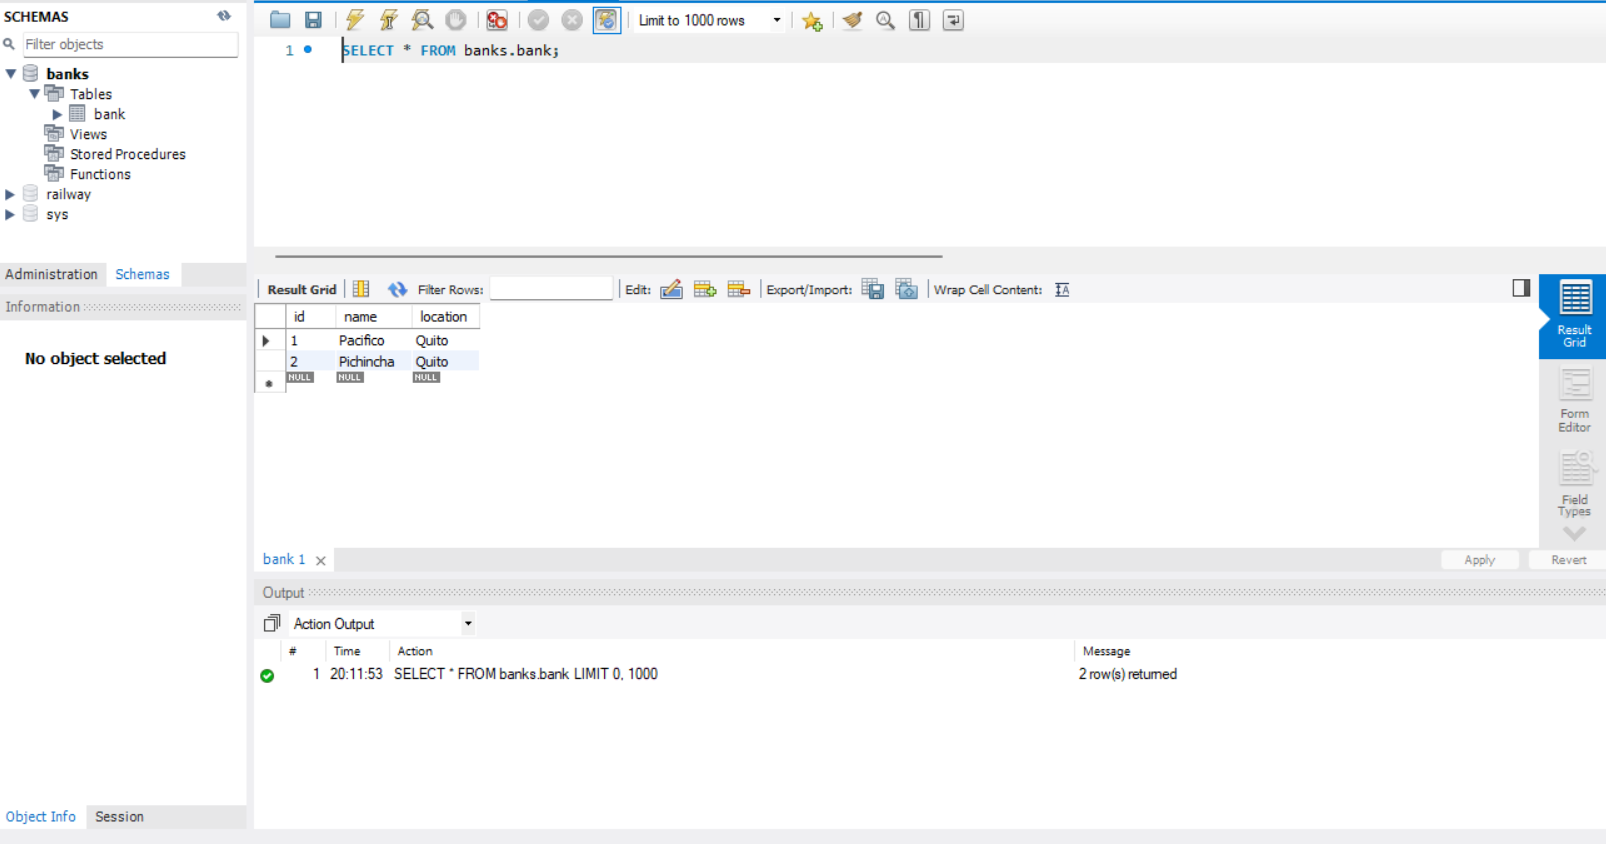 SCHEMAS
Filter objects
banks
Tables
bank
Views
Stored Procedures
Functions
railway
sys
Administration Schemas
Information
No object selected
Object Info Session
Limit to 1000 rows
1 SELECT * FROM banks.bank;
Result Grid Filter Rows: Edit: Export/Import: Wrap Cell Content:
id name location
1 Pacifico Quito
2 Pichincha Quito
NULL NULL NULL
Result
Grid
Form
Editor
Field
Types
bank 1
Apply Revert
Output
Action Output
# Time Action Message
1 20:11:53 SELECT * FROM banks.bank LIMIT 0, 1000 2 row(s) returned